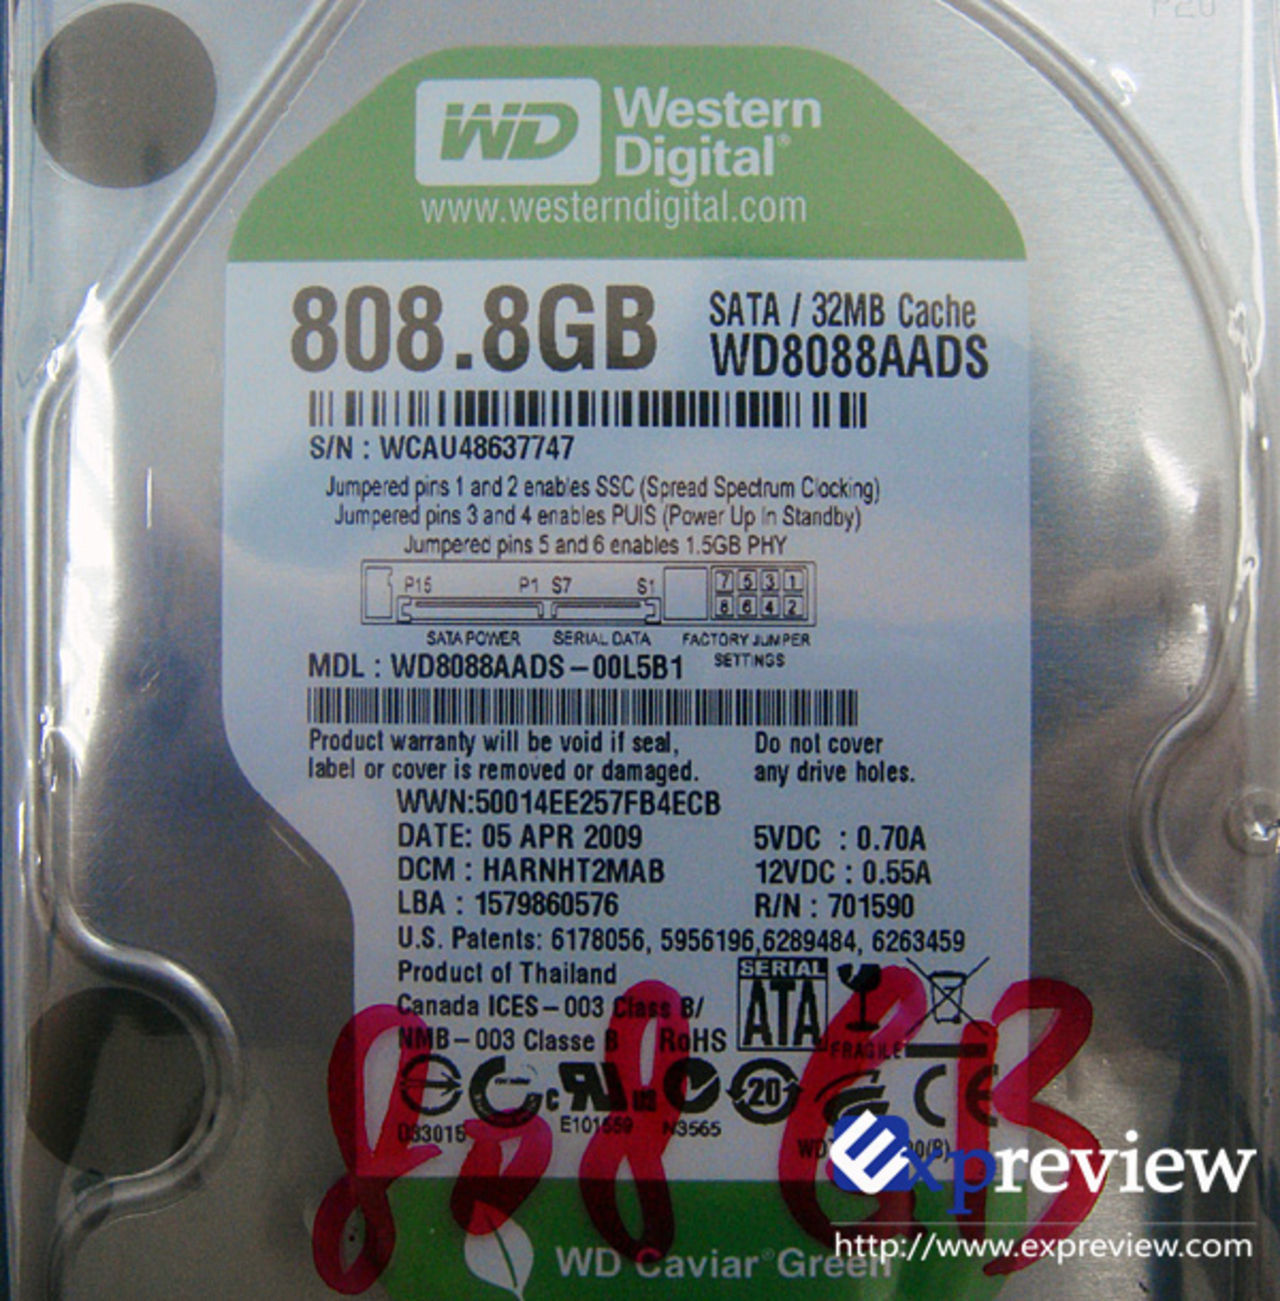 WD Western
Digital®
www.westerndigital.com
808.8GB
SATA / 32MB Cache
WD8088AADS
S/N : WCAU48637747
Jumpered pins 1 and 2 enables SSC (Spread Spectrum Clocking)
Jumpered pins 3 and 4 enables PUIS (Power Up In Standby)
Jumpered pins 5 and 6 enables 1.5GB PHY
P15 P1 S7 S1 7 5 3 1
8 6 4 2
SATA POWER SERIAL DATA FACTORY JUMPER
SETTINGS
MDL : WD8088AADS-00L5B1
Product warranty will be void if seal,
label or cover is removed or damaged.
Do not cover
any drive holes.
WWN:50014EE257FB4ECB
DATE: 05 APR 2009 5VDC : 0.70A
DCM : HARNHT2MAB 12VDC : 0.55A
LBA : 1579860576 R/N : 701590
U.S. Patents: 6178056, 5956196,6289484, 6263459
Product of Thailand
Canada ICES-003 Class B/
NMB-003 Classe B RoHS
SERIAL
ATA
FRAGILE
20
CE
E101559 N3565
808 GB
WD Caviar® Green
Expreview
http://www.expreview.com